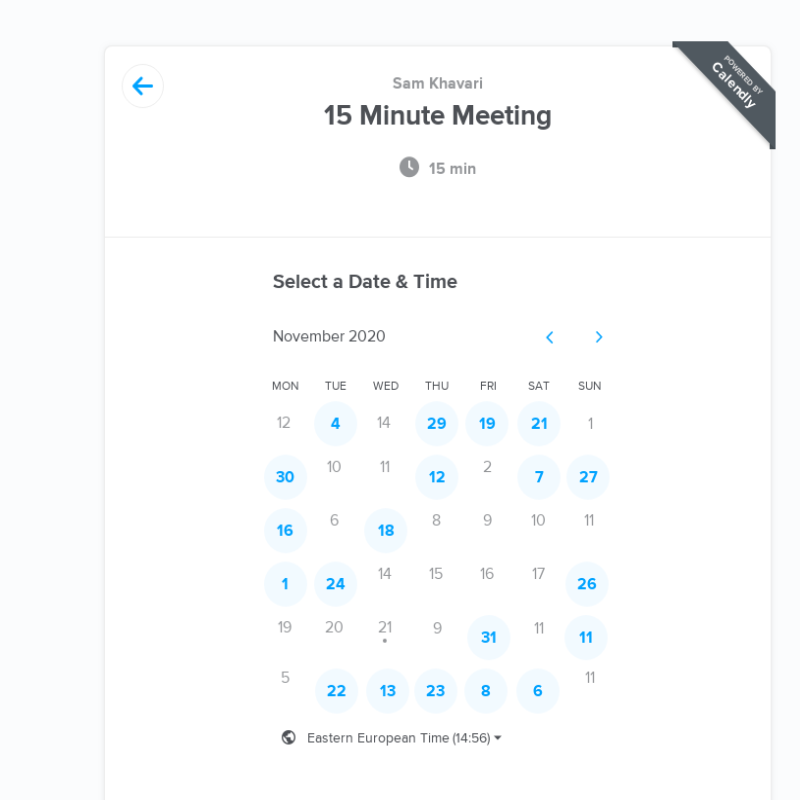 POWERED BY
Calendly
Sam Khavari
15 Minute Meeting
15 min
Select a Date & Time
November 2020
MON TUE WED THU FRI SAT SUN
12 4 14 29 19 21 1
30 10 11 12 2 7 27
16 6 18 8 9 10 11
1 24 14 15 16 17 26
19 20 21 9 31 11 11
5 22 13 23 8 6 11
Eastern European Time (14:56)